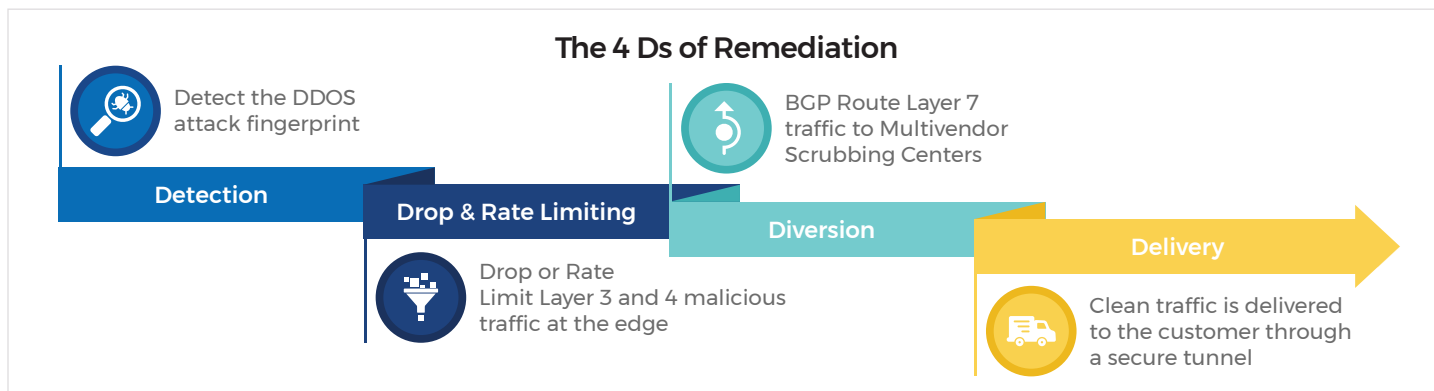 The 4 Ds of Remediation
Detect the DDOS
attack fingerprint
Detection
Drop & Rate Limiting
Drop or Rate
Limit Layer 3 and 4 malicious
traffic at the edge
BGP Route Layer 7
traffic to Multivendor
Scrubbing Centers
Diversion
Delivery
Clean traffic is delivered
to the customer through
a secure tunnel